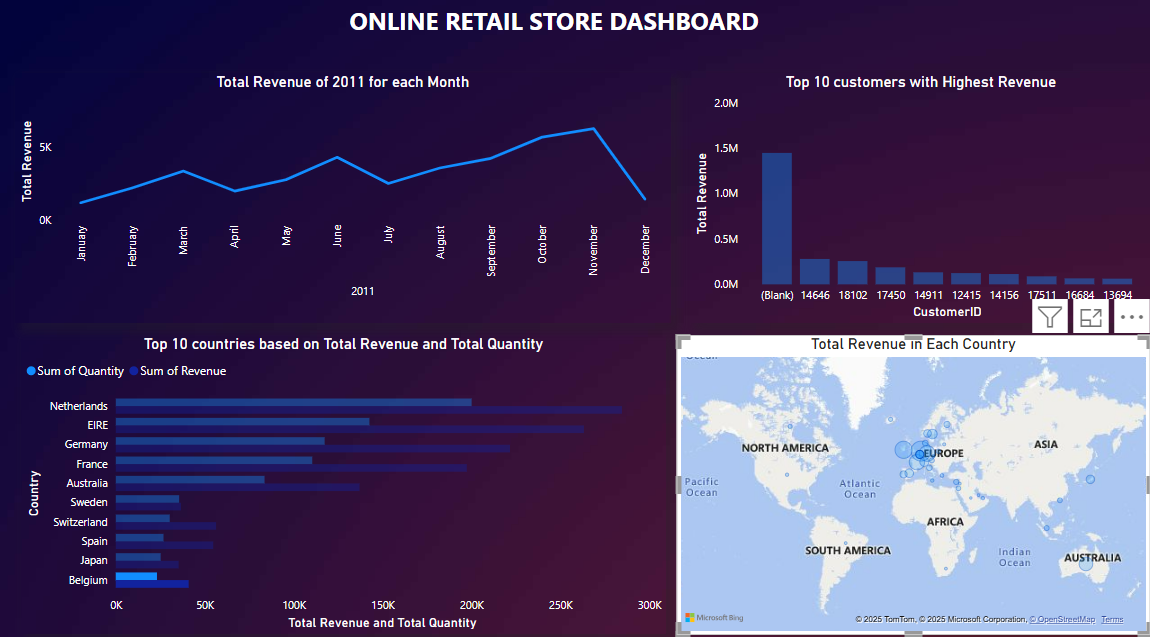 ONLINE RETAIL STORE DASHBOARD
Total Revenue of 2011 for each Month
Total Revenue
5K
0K
January
February
March
April
May
June
July
August
September
October
November
December
2011
Top 10 customers with Highest Revenue
Total Revenue
2.0M
1.5M
1.0M
0.5M
0.0M
(Blank) 14646 18102 17450 14911 12415 14156 17511 16684 13694
CustomerID
Top 10 countries based on Total Revenue and Total Quantity
Sum of Quantity Sum of Revenue
Country
Netherlands
EIRE
Germany
France
Australia
Sweden
Switzerland
Spain
Japan
Belgium
0K 50K 100K 150K 200K 250K 300K
Total Revenue and Total Quantity
Total Revenue in Each Country
Ocean
NORTH AMERICA
EUROPE
ASIA
Pacific
Ocean
Atlantic
Ocean
AFRICA
SOUTH AMERICA
Indian
Ocean
AUSTRALIA
Microsoft Bing
© 2025 TomTom, © 2025 Microsoft Corporation, © OpenStreetMap Terms